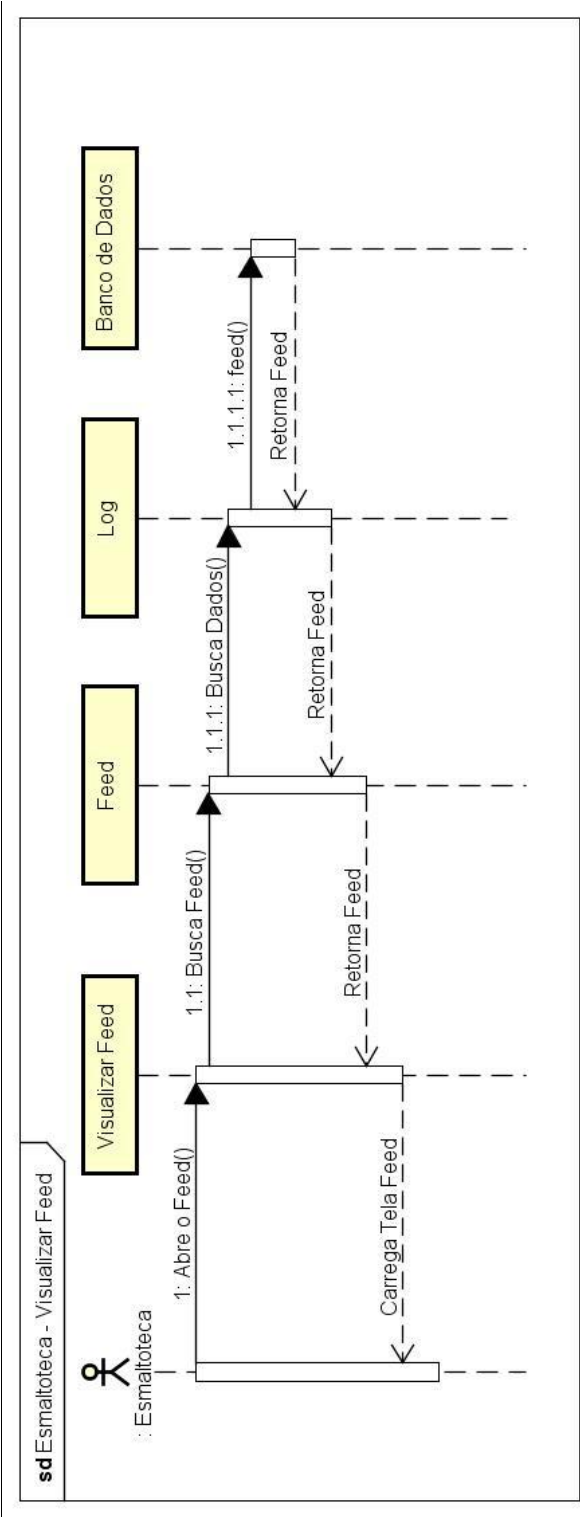 sd Esmaltoteca - Visualizar Feed
: Esmaltoteca
Visualizar Feed
Feed
Log
Banco de Dados
1: Abre o Feed()
1.1: Busca Feed()
1.1.1: Busca Dados()
1.1.1.1: feed()
Retorna Feed
Retorna Feed
Retorna Feed
Carrega Tela Feed